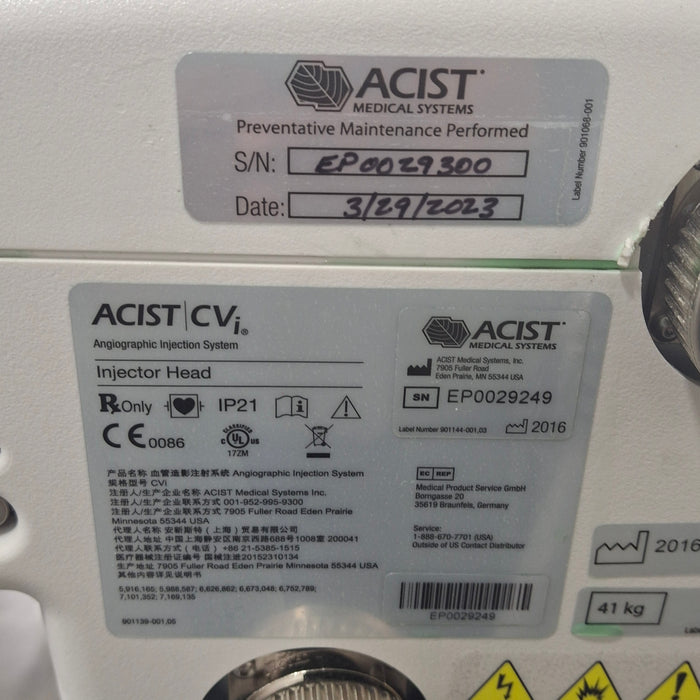 ACIST
MEDICAL SYSTEMS
Preventative Maintenance Performed
S/N: EP0029300
Date: 3/29/2023
Label Number 901068-001
ACIST|CVi®
Angiographic Injection System
Injector Head
Rx Only IP21
CE 0086
CLASSIFIED
C UL US
17ZM
ACIST
MEDICAL SYSTEMS
ACIST Medical Systems, Inc.
7905 Fuller Road
Eden Prairie, MN 55344 USA
SN EP0029249
Label Number 901144-001,03 2016
产品名称 血管造影注射系统 Angiographic Injection System
规格型号 CVi
注册人/生产企业名称 ACIST Medical Systems Inc.
注册人/生产企业联系方式 001-952-995-9300
注册人/生产企业住所 7905 Fuller Road Eden Prairie
Minnesota 55344 USA
代理人名称 安新斯特（上海）贸易有限公司
代理人住所 上海市静安区南京西路688号1008室 200041
代理人联系方式（电话） +86 21-5385-1515
医疗器械注册证编号 国械注进20152310134
生产地址 7905 Fuller Road Eden Prairie, Minnesota 55344 USA
其他内容详见说明书
5,916,165; 5,988,587; 6,626,862; 6,673,048; 6,752,789;
7,101,352; 7,169,135
901139-001,05
EC REP
Medical Product Service GmbH
Borngasse 20
35619 Braunfels, Germany
Service:
1-888-670-7701 (USA)
Outside of US Contact Distributor
EP0029249
2016
41 kg